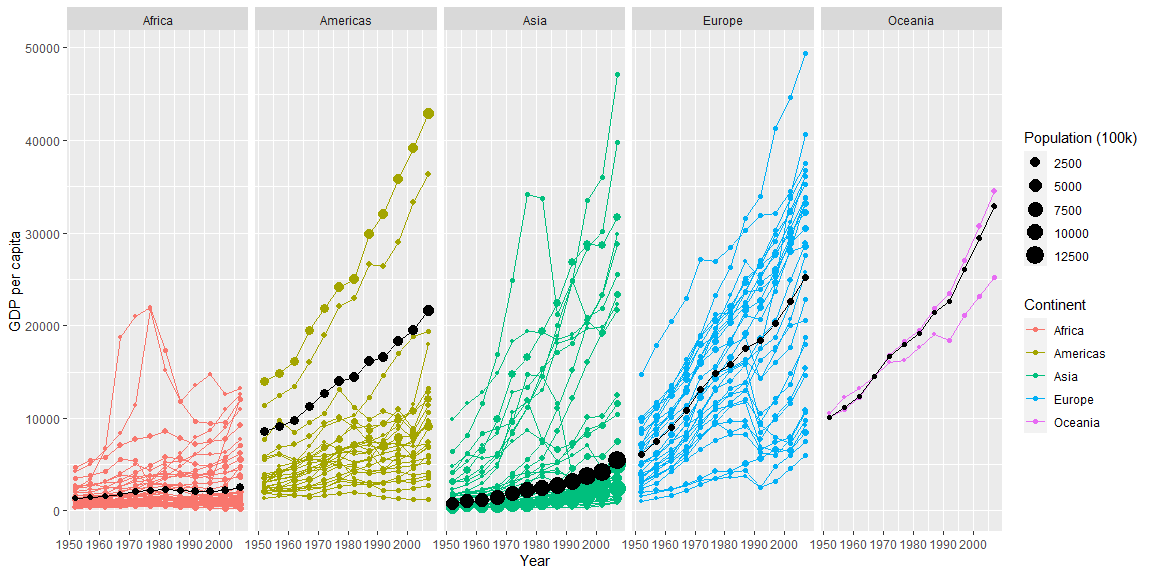 Africa Americas Asia Europe Oceania
50000
40000
30000
20000
10000
0
GDP per capita
1950 1960 1970 1980 1990 2000 1950 1960 1970 1980 1990 2000 1950 1960 1970 1980 1990 2000 1950 1960 1970 1980 1990 2000 1950 1960 1970 1980 1990 2000
Year
Population (100k)
2500
5000
7500
10000
12500
Continent
Africa
Americas
Asia
Europe
Oceania